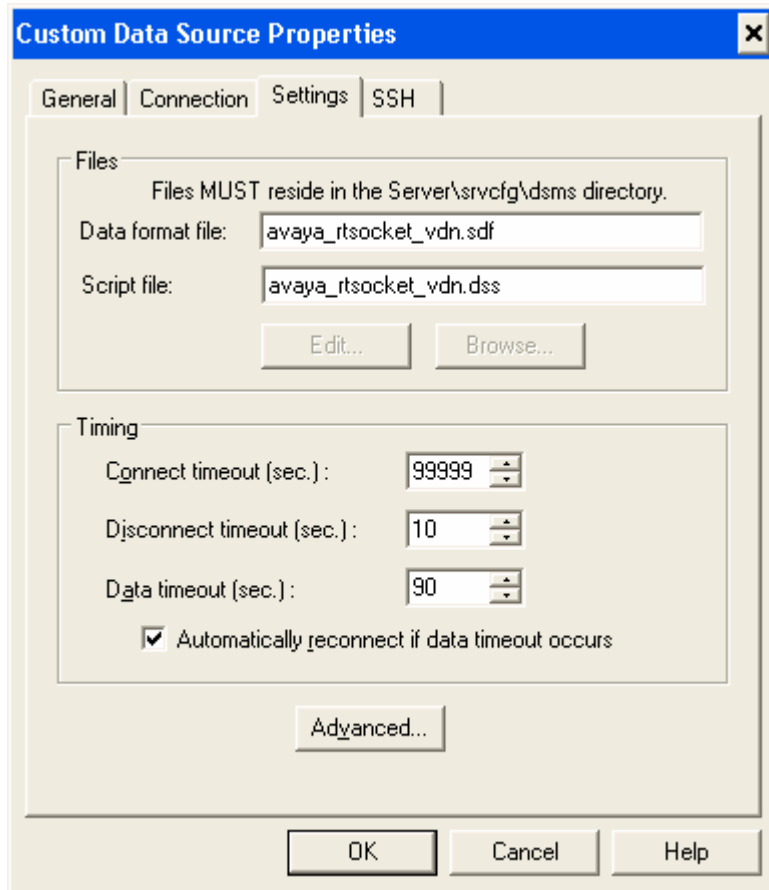 Custom Data Source Properties
General Connection Settings SSH
Files
Files MUST reside in the Server\srvcfg\dsms directory.
Data format file: avaya_rtsocket_vdn.sdf
Script file: avaya_rtsocket_vdn.dss
Edit... Browse...
Timing
Connect timeout (sec.) : 99999
Disconnect timeout (sec.) : 10
Data timeout (sec.) : 90
Automatically reconnect if data timeout occurs
Advanced...
OK Cancel Help